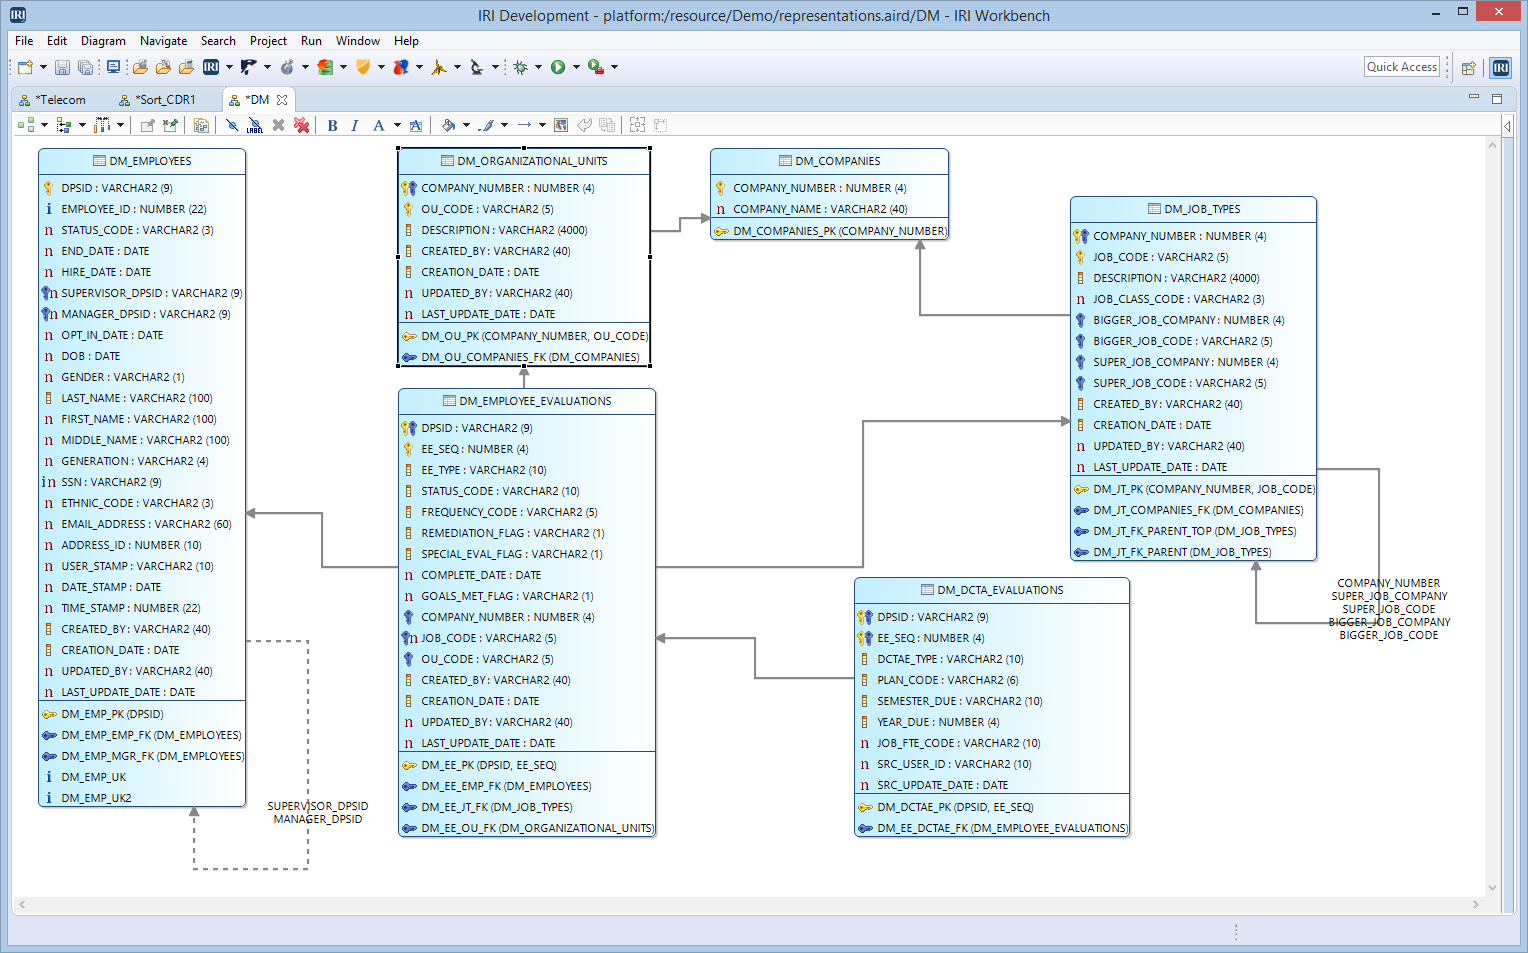 IRI Development - platform:/resource/Demo/representations.aird/DM - IRI Workbench
File Edit Diagram Navigate Search Project Run Window Help
IRI
Quick Access
IRI
*Telecom
*Sort_CDR1
*DM
LABEL
B I A A
DM_EMPLOYEES
DPSID : VARCHAR2 (9)
EMPLOYEE_ID : NUMBER (22)
STATUS_CODE : VARCHAR2 (3)
END_DATE : DATE
HIRE_DATE : DATE
SUPERVISOR_DPSID : VARCHAR2 (9)
MANAGER_DPSID : VARCHAR2 (9)
OPT_IN_DATE : DATE
DOB : DATE
GENDER : VARCHAR2 (1)
LAST_NAME : VARCHAR2 (100)
FIRST_NAME : VARCHAR2 (100)
MIDDLE_NAME : VARCHAR2 (100)
GENERATION : VARCHAR2 (4)
SSN : VARCHAR2 (9)
ETHNIC_CODE : VARCHAR2 (3)
EMAIL_ADDRESS : VARCHAR2 (60)
ADDRESS_ID : NUMBER (10)
USER_STAMP : VARCHAR2 (10)
DATE_STAMP : DATE
TIME_STAMP : NUMBER (22)
CREATED_BY : VARCHAR2 (40)
CREATION_DATE : DATE
UPDATED_BY : VARCHAR2 (40)
LAST_UPDATE_DATE : DATE
DM_EMP_PK (DPSID)
DM_EMP_EMP_FK (DM_EMPLOYEES)
DM_EMP_MGR_FK (DM_EMPLOYEES)
DM_EMP_UK
DM_EMP_UK2
SUPERVISOR_DPSID
MANAGER_DPSID
DM_ORGANIZATIONAL_UNITS
COMPANY_NUMBER : NUMBER (4)
OU_CODE : VARCHAR2 (5)
DESCRIPTION : VARCHAR2 (4000)
CREATED_BY : VARCHAR2 (40)
CREATION_DATE : DATE
UPDATED_BY : VARCHAR2 (40)
LAST_UPDATE_DATE : DATE
DM_OU_PK (COMPANY_NUMBER, OU_CODE)
DM_OU_COMPANIES_FK (DM_COMPANIES)
DM_EMPLOYEE_EVALUATIONS
DPSID : VARCHAR2 (9)
EE_SEQ : NUMBER (4)
EE_TYPE : VARCHAR2 (10)
STATUS_CODE : VARCHAR2 (10)
FREQUENCY_CODE : VARCHAR2 (5)
REMEDIATION_FLAG : VARCHAR2 (1)
SPECIAL_EVAL_FLAG : VARCHAR2 (1)
COMPLETE_DATE : DATE
GOALS_MET_FLAG : VARCHAR2 (1)
COMPANY_NUMBER : NUMBER (4)
JOB_CODE : VARCHAR2 (5)
OU_CODE : VARCHAR2 (5)
CREATED_BY : VARCHAR2 (40)
CREATION_DATE : DATE
UPDATED_BY : VARCHAR2 (40)
LAST_UPDATE_DATE : DATE
DM_EE_PK (DPSID, EE_SEQ)
DM_EE_EMP_FK (DM_EMPLOYEES)
DM_EE_JT_FK (DM_JOB_TYPES)
DM_EE_OU_FK (DM_ORGANIZATIONAL_UNITS)
DM_COMPANIES
COMPANY_NUMBER : NUMBER (4)
COMPANY_NAME : VARCHAR2 (40)
DM_COMPANIES_PK (COMPANY_NUMBER)
DM_DCTA_EVALUATIONS
DPSID : VARCHAR2 (9)
EE_SEQ : NUMBER (4)
DCTAE_TYPE : VARCHAR2 (10)
PLAN_CODE : VARCHAR2 (6)
SEMESTER_DUE : VARCHAR2 (10)
YEAR_DUE : NUMBER (4)
JOB_FTE_CODE : VARCHAR2 (10)
SRC_USER_ID : VARCHAR2 (10)
SRC_UPDATE_DATE : DATE
DM_DCTAE_PK (DPSID, EE_SEQ)
DM_EE_DCTAE_FK (DM_EMPLOYEE_EVALUATIONS)
DM_JOB_TYPES
COMPANY_NUMBER : NUMBER (4)
JOB_CODE : VARCHAR2 (5)
DESCRIPTION : VARCHAR2 (4000)
JOB_CLASS_CODE : VARCHAR2 (3)
BIGGER_JOB_COMPANY : NUMBER (4)
BIGGER_JOB_CODE : VARCHAR2 (5)
SUPER_JOB_COMPANY : NUMBER (4)
SUPER_JOB_CODE : VARCHAR2 (5)
CREATED_BY : VARCHAR2 (40)
CREATION_DATE : DATE
UPDATED_BY : VARCHAR2 (40)
LAST_UPDATE_DATE : DATE
DM_JT_PK (COMPANY_NUMBER, JOB_CODE)
DM_JT_COMPANIES_FK (DM_COMPANIES)
DM_JT_FK_PARENT_TOP (DM_JOB_TYPES)
DM_JT_FK_PARENT (DM_JOB_TYPES)
COMPANY_NUMBER
SUPER_JOB_COMPANY
SUPER_JOB_CODE
BIGGER_JOB_COMPANY
BIGGER_JOB_CODE